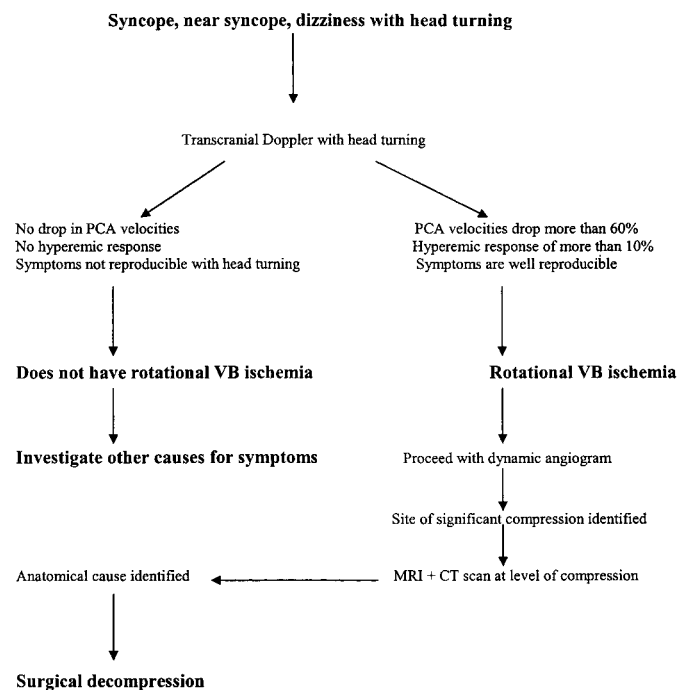 Syncope, near syncope, dizziness with head turning
Transcranial Doppler with head turning
No drop in PCA velocities
No hyperemic response
Symptoms not reproducible with head turning
PCA velocities drop more than 60%
Hyperemic response of more than 10%
Symptoms are well reproducible
Does not have rotational VB ischemia
Rotational VB ischemia
Investigate other causes for symptoms
Proceed with dynamic angiogram
Site of significant compression identified
MRI + CT scan at level of compression
Anatomical cause identified
Surgical decompression